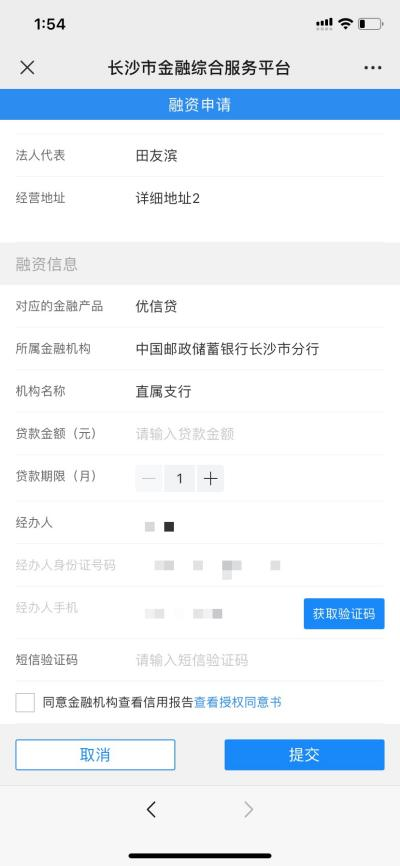 1:54
长沙市金融综合服务平台
融资申请
法人代表 田友滨
经营地址 详细地址2
融资信息
对应的金融产品 优信贷
所属金融机构 中国邮政储蓄银行长沙市分行
机构名称 直属支行
贷款金额（元） 请输入贷款金额
贷款期限（月） 1
经办人
经办人身份证号码
经办人手机 获取验证码
短信验证码 请输入短信验证码
同意金融机构查看信用报告查看授权同意书
取消 提交